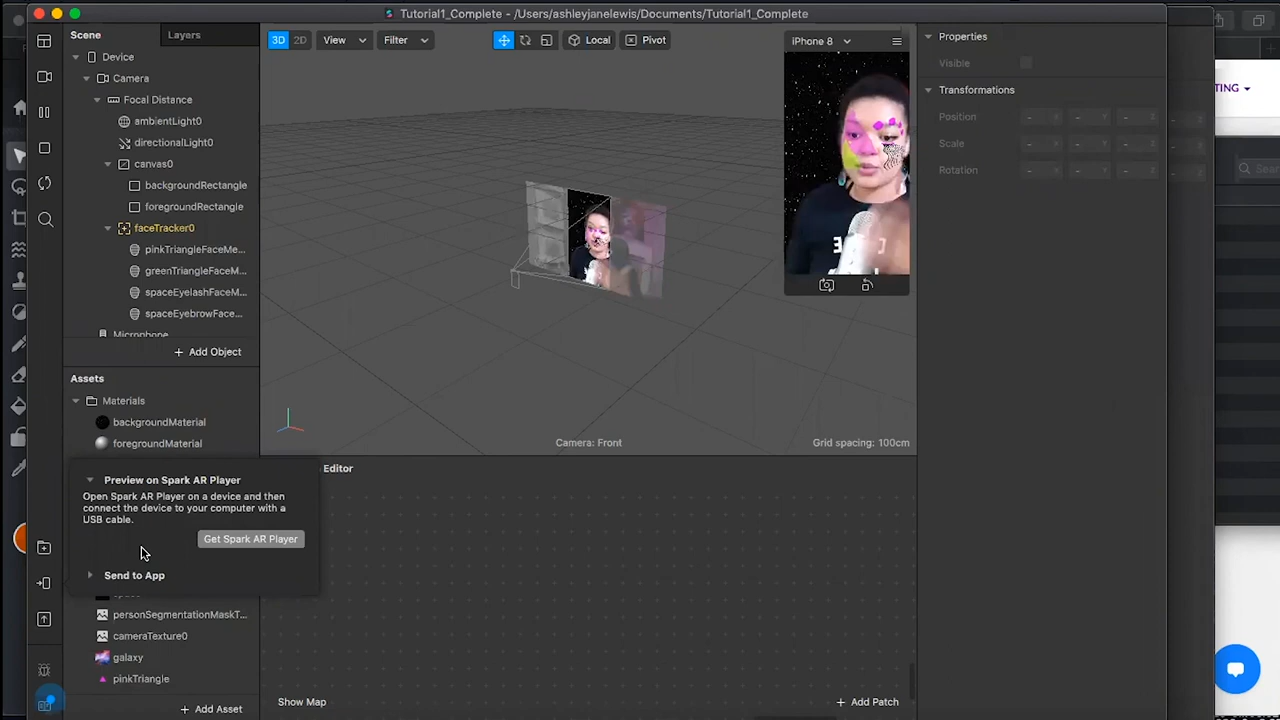 Tutorial1_Complete - /Users/ashleyjanelewis/Documents/Tutorial1_Complete
Scene
Layers
Device
Camera
Focal Distance
ambientLight0
directionalLight0
canvas0
backgroundRectangle
foregroundRectangle
faceTracker0
pinkTriangleFaceMe...
greenTriangleFaceM...
spaceEyelashFaceM...
spaceEyebrowFace...
Microphone
+ Add Object
Assets
Materials
backgroundMaterial
foregroundMaterial
Preview on Spark AR Player
Open Spark AR Player on a device and then
connect the device to your computer with a
USB cable.
Get Spark AR Player
Send to App
personSegmentationMaskT...
cameraTexture0
galaxy
pinkTriangle
+ Add Asset
3D
2D
View
Filter
Local
Pivot
iPhone 8
Camera: Front
Grid spacing: 100cm
Editor
Show Map
+ Add Patch
Properties
Visible
Transformations
Position - X - Y - Z
Scale - X - Y - Z
Rotation - X - Y - Z
TING
Sear